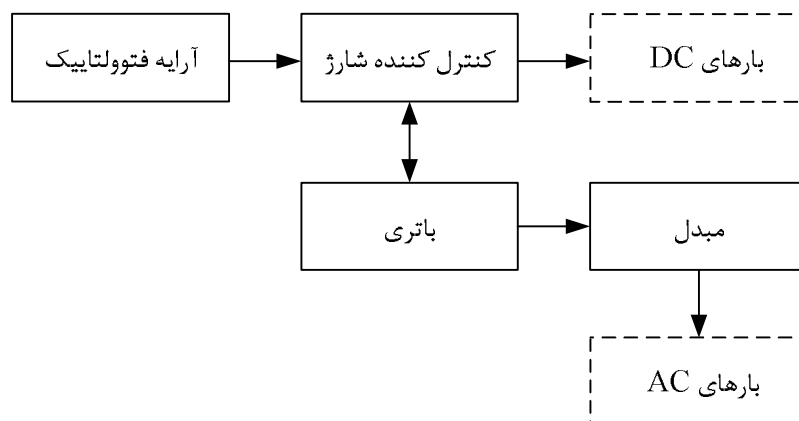 آرایه فتوولتاییک
کنترل کننده شارژ
بارهای DC
باتری
مبدل
بارهای AC